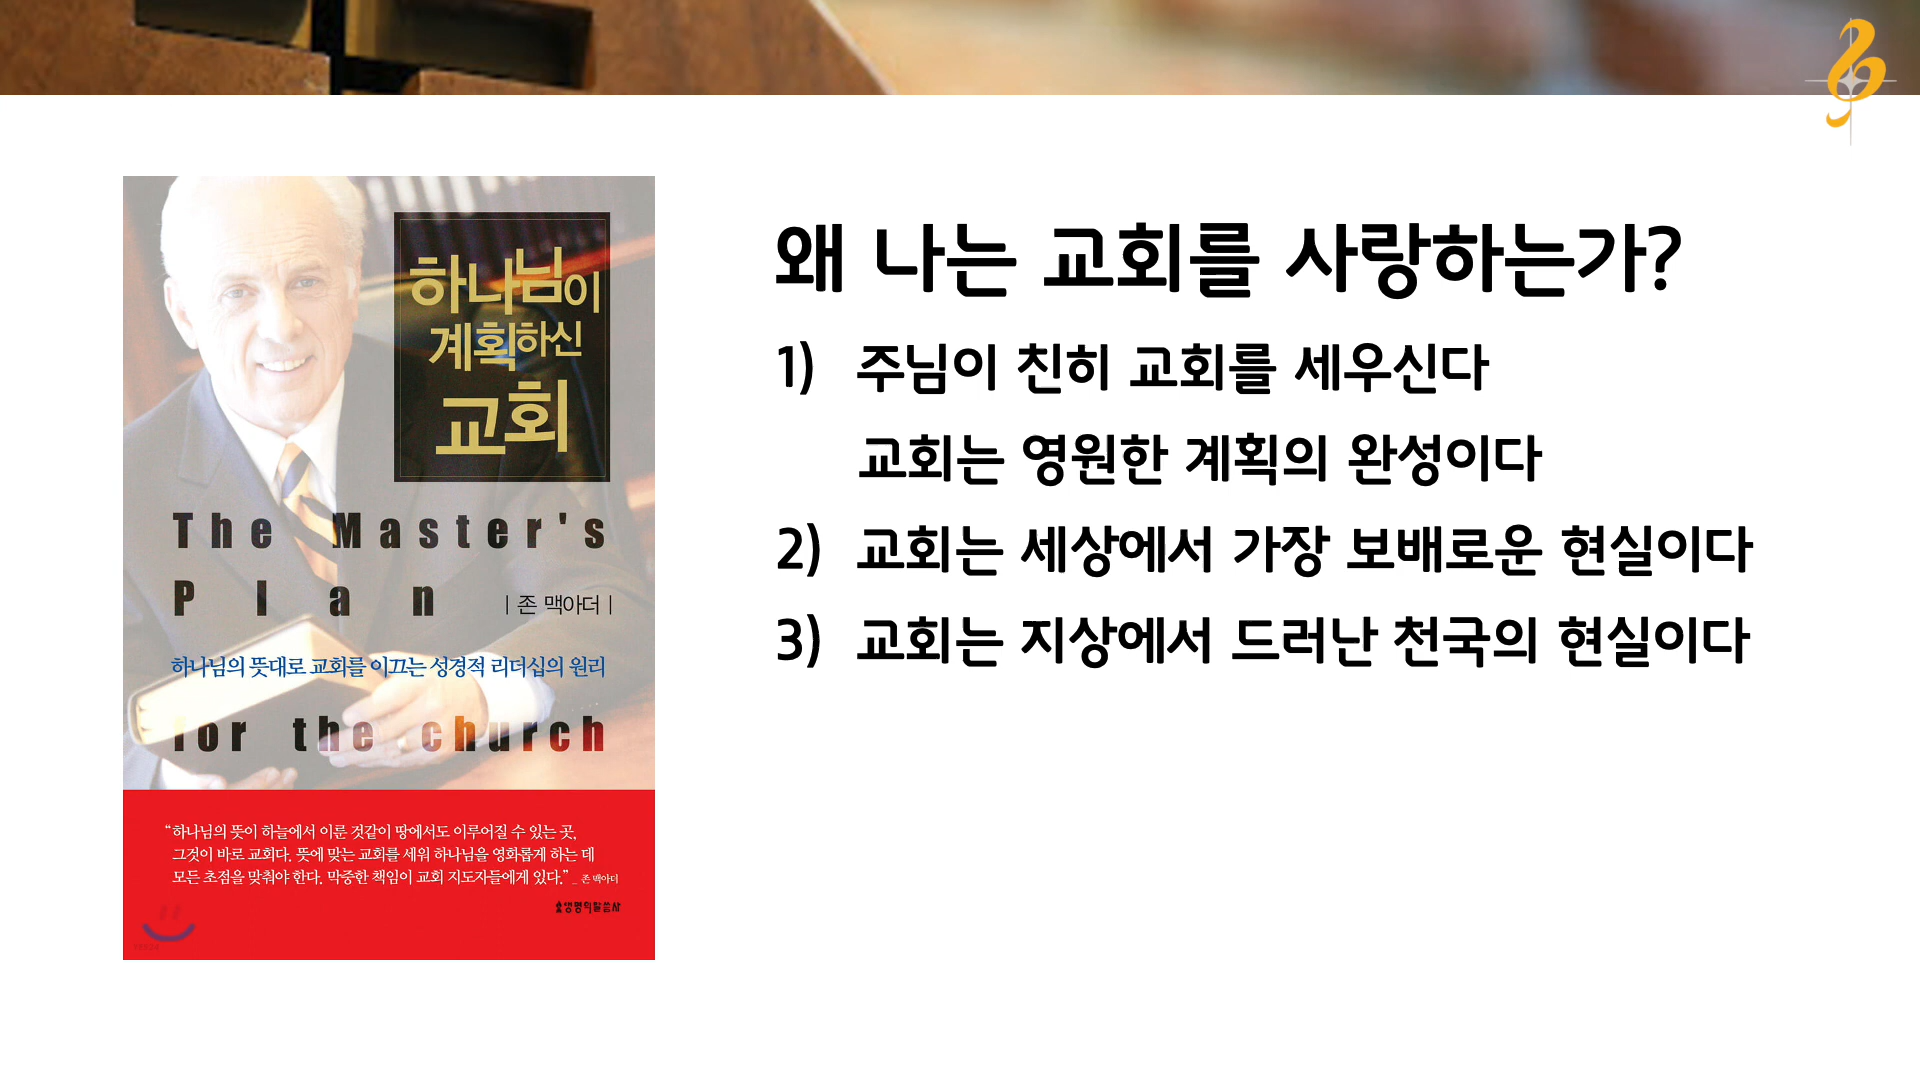 하나님이
계획하신
교회
The Master's
Plan
| 존 맥아더 |
하나님의 뜻대로 교회를 이끄는 성경적 리더십의 원리
for the church
“하나님의 뜻이 하늘에서 이룬 것같이 땅에서도 이루어질 수 있는 곳,
그것이 바로 교회다. 뜻에 맞는 교회를 세워 하나님을 영화롭게 하는 데
모든 초점을 맞춰야 한다. 막중한 책임이 교회 지도자들에게 있다.” _ 존 맥아더
생명의말씀사
왜 나는 교회를 사랑하는가?
1) 주님이 친히 교회를 세우신다
교회는 영원한 계획의 완성이다
2) 교회는 세상에서 가장 보배로운 현실이다
3) 교회는 지상에서 드러난 천국의 현실이다